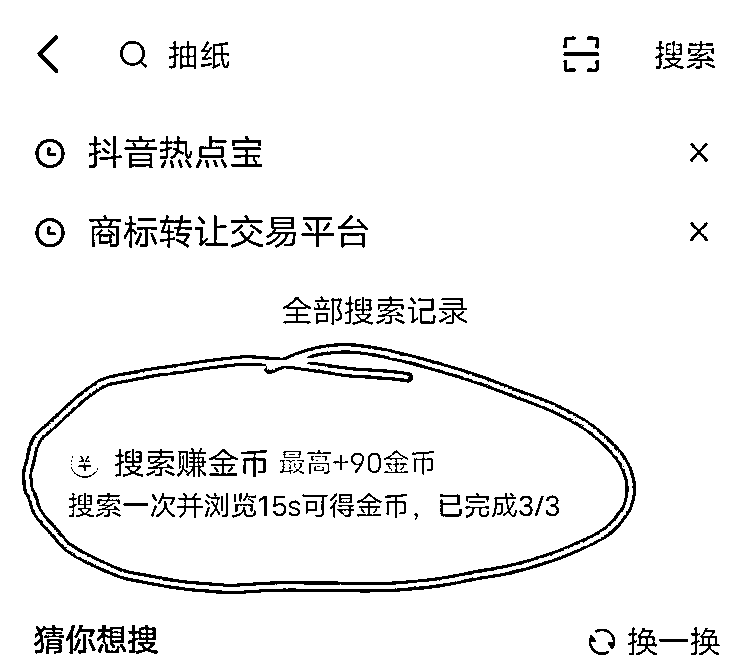 抽纸 搜索
抖音热点宝
商标转让交易平台
全部搜索记录
搜索赚金币 最高+90金币
搜索一次并浏览15s可得金币，已完成3/3
猜你想搜 换一换